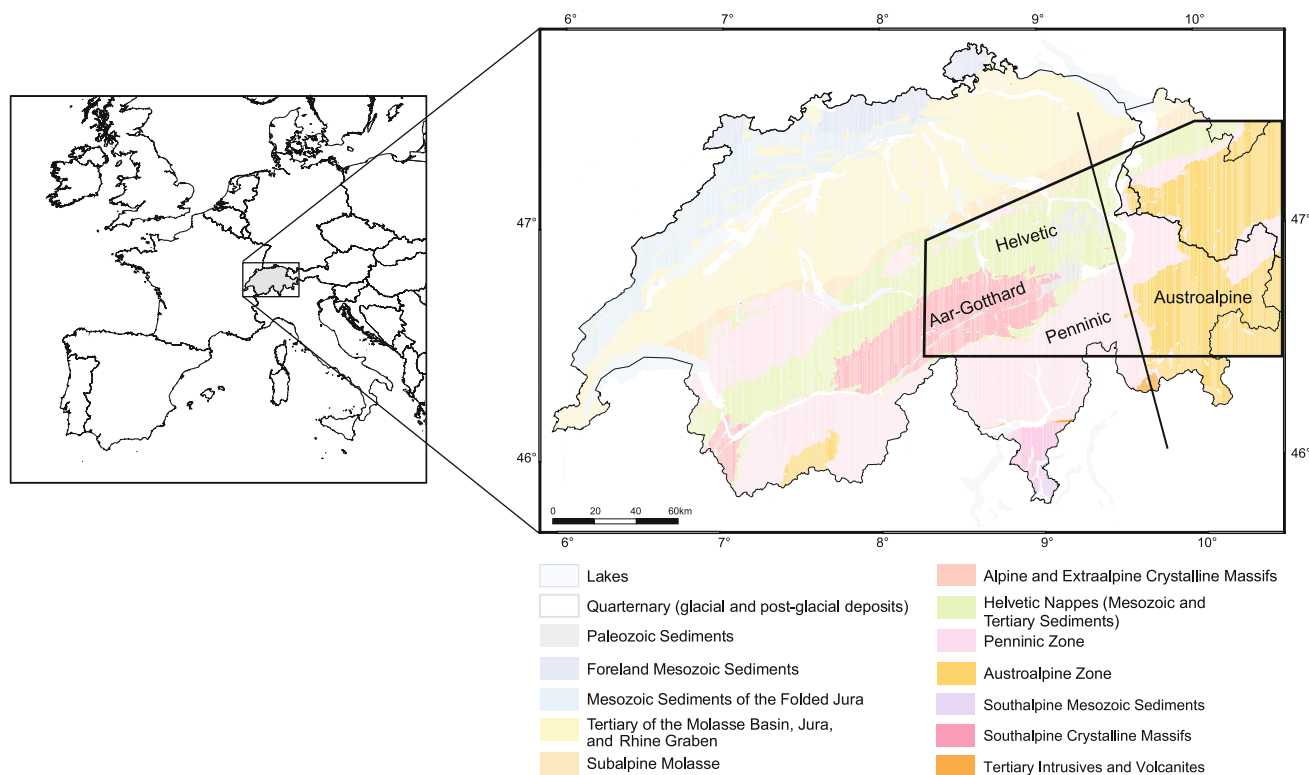 6° 7° 8° 9° 10°
47° 47°
46° 46°
Helvetic
Aar-Gotthard
Penninic
Austroalpine
0 20 40 60km
6° 7° 8° 9° 10°
Lakes
Quarternary (glacial and post-glacial deposits)
Paleozoic Sediments
Foreland Mesozoic Sediments
Mesozoic Sediments of the Folded Jura
Tertiary of the Molasse Basin, Jura,
and Rhine Graben
Subalpine Molasse
Alpine and Extraalpine Crystalline Massifs
Helvetic Nappes (Mesozoic and
Tertiary Sediments)
Penninic Zone
Austroalpine Zone
Southalpine Mesozoic Sediments
Southalpine Crystalline Massifs
Tertiary Intrusives and Volcanites